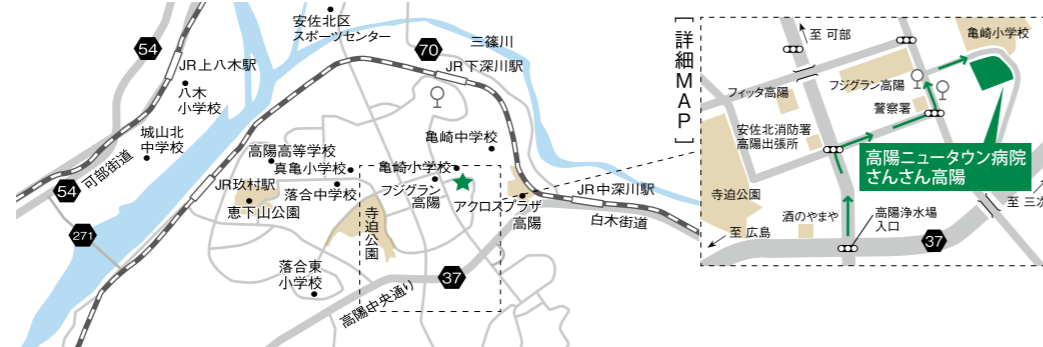 安佐北区
スポーツセンター
54
70
三篠川
JR上八木駅
JR下深川駅
八木
小学校
城山北
中学校
可部街道
54
271
亀崎中学校
高陽高等学校
真亀小学校
亀崎小学校
JR玖村駅
落合中学校
フジグラン
高陽
恵下山公園
アクロスプラザ
高陽
JR中深川駅
白木街道
寺迫公園
落合東
小学校
37
高陽中央通り
[詳細MAP]
至 可部
亀崎小学校
フィッタ高陽
フジグラン高陽
警察署
安佐北消防署
高陽出張所
高陽ニュータウン病院
さんさん高陽
寺迫公園
酒のやまや
高陽浄水場
入口
至 広島
37
至 三次